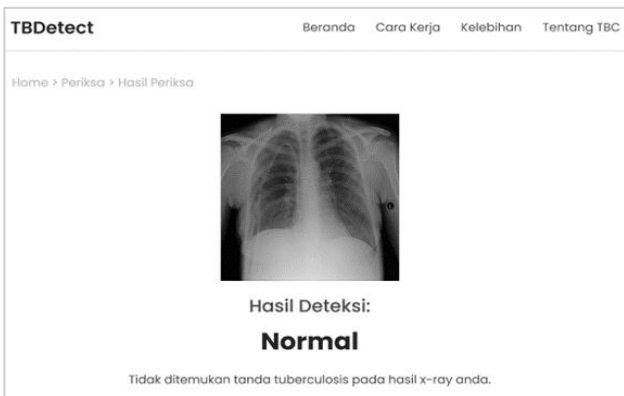 TBDetect
Beranda Cara Kerja Kelebihan Tentang TBC
Home > Periksa > Hasil Periksa
Hasil Deteksi:
Normal
Tidak ditemukan tanda tuberculosis pada hasil x-ray anda.